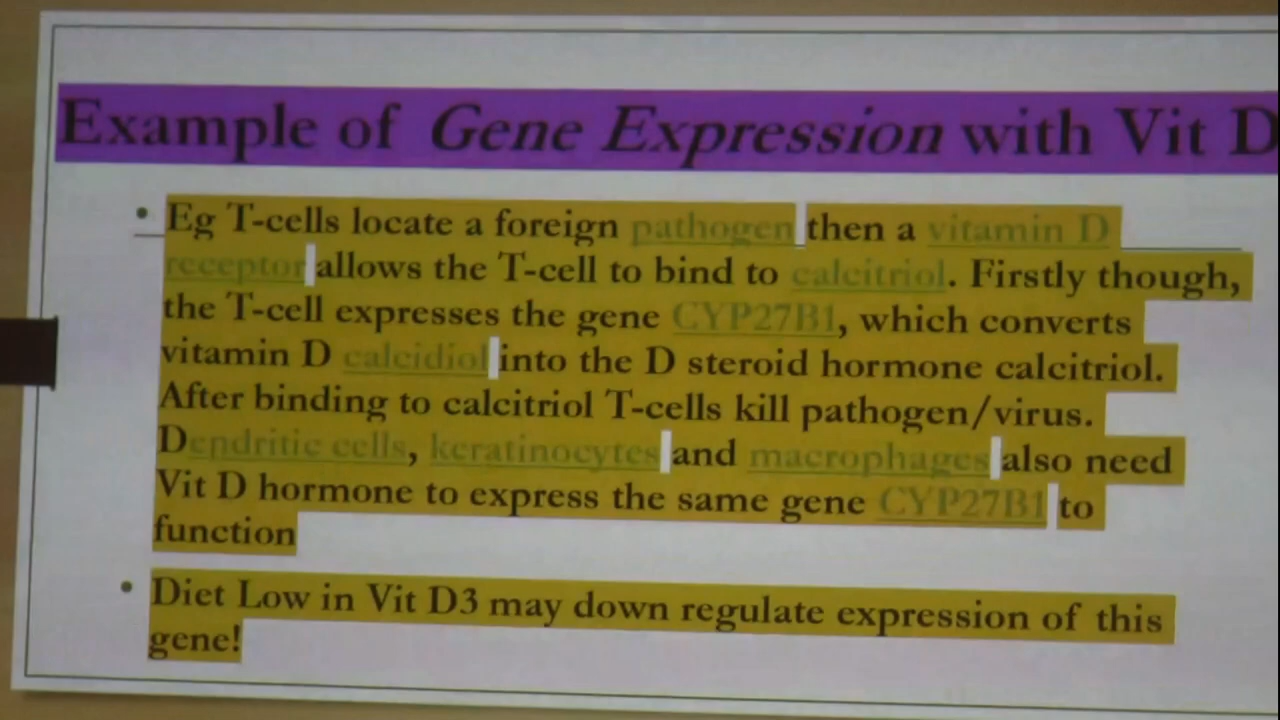 Example of Gene Expression with Vit D
• Eg T-cells locate a foreign pathogen then a vitamin D
receptor allows the T-cell to bind to calcitriol. Firstly though,
the T-cell expresses the gene CYP27B1, which converts
vitamin D calcidiol into the D steroid hormone calcitriol.
After binding to calcitriol T-cells kill pathogen/virus.
Dendritic cells, keratinocytes and macrophages also need
Vit D hormone to express the same gene CYP27B1 to
function
• Diet Low in Vit D3 may down regulate expression of this
gene!